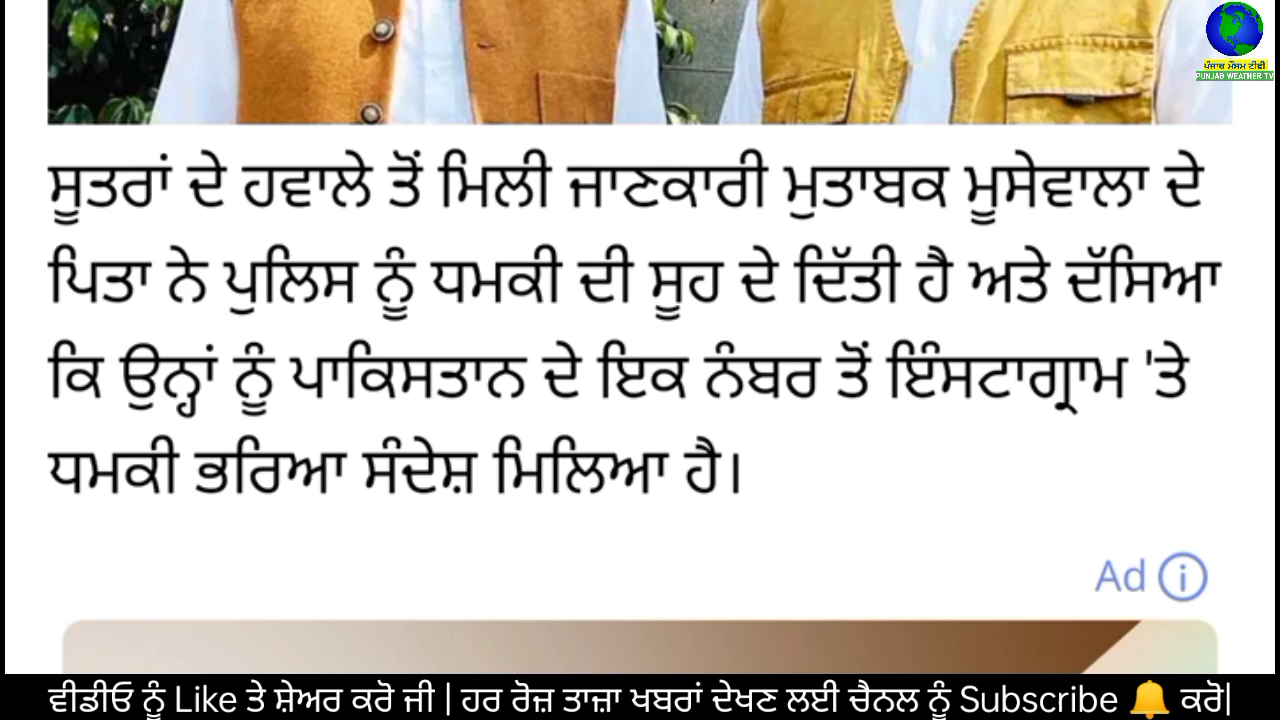 ਪੰਜਾਬ ਮੌਸਮ ਟੀਵੀ
PUNJAB WEATHER TV
ਸੂਤਰਾਂ ਦੇ ਹਵਾਲੇ ਤੋਂ ਮਿਲੀ ਜਾਣਕਾਰੀ ਮੁਤਾਬਕ ਮੂਸੇਵਾਲਾ ਦੇ
ਪਿਤਾ ਨੇ ਪੁਲਿਸ ਨੂੰ ਧਮਕੀ ਦੀ ਸੂਹ ਦੇ ਦਿੱਤੀ ਹੈ ਅਤੇ ਦੱਸਿਆ
ਕਿ ਉਨ੍ਹਾਂ ਨੂੰ ਪਾਕਿਸਤਾਨ ਦੇ ਇਕ ਨੰਬਰ ਤੋਂ ਇੰਸਟਾਗ੍ਰਾਮ 'ਤੇ
ਧਮਕੀ ਭਰਿਆ ਸੰਦੇਸ਼ ਮਿਲਿਆ ਹੈ।
Ad
ਵੀਡੀਓ ਨੂੰ Like ਤੇ ਸ਼ੇਅਰ ਕਰੋ ਜੀ | ਹਰ ਰੋਜ਼ ਤਾਜ਼ਾ ਖਬਰਾਂ ਦੇਖਣ ਲਈ ਚੈਨਲ ਨੂੰ Subscribe 🔔 ਕਰੋ|